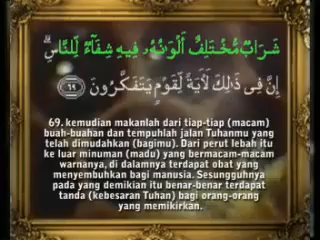 شَرَابٌ مُّخْتَلِفٌ أَلْوَٰنُهُۥ فِيهِ شِفَآءٌ لِّلنَّاسِ ۗ
إِنَّ فِى ذَٰلِكَ لَءَايَةً لِّقَوْمٍ يَتَفَكَّرُونَ ٦٩
69. kemudian makanlah dari tiap-tiap (macam)
buah-buahan dan tempuhlah jalan Tuhanmu yang
telah dimudahkan (bagimu). Dari perut lebah itu
ke luar minuman (madu) yang bermacam-macam
warnanya, di dalamnya terdapat obat yang
menyembuhkan bagi manusia. Sesungguhnya
pada yang demikian itu benar-benar terdapat
tanda (kebesaran Tuhan) bagi orang-orang
yang memikirkan.